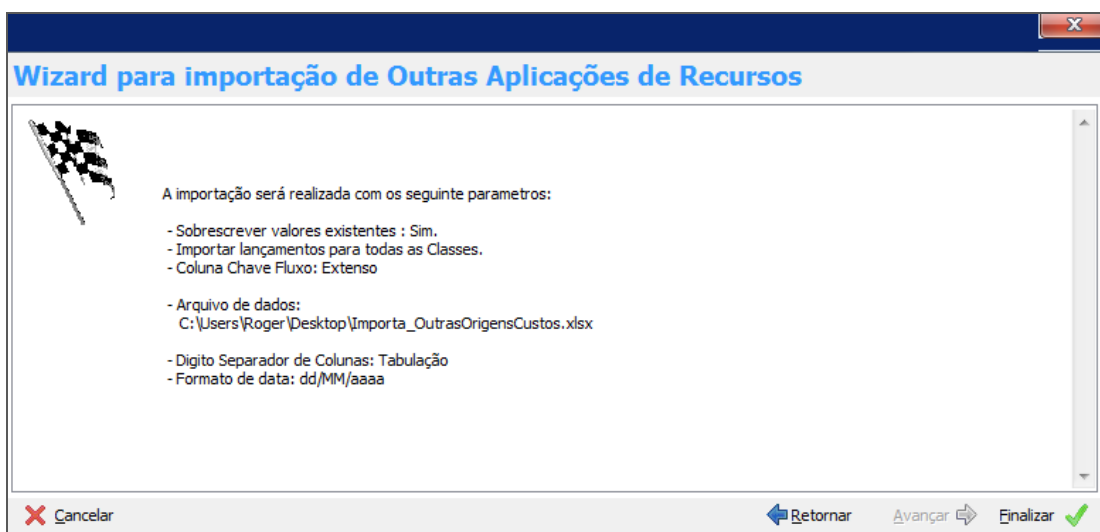 Wizard para importação de Outras Aplicações de Recursos
A importação será realizada com os seguinte parametros:
- Sobrescrever valores existentes : Sim.
- Importar lançamentos para todas as Classes.
- Coluna Chave Fluxo: Extenso
- Arquivo de dados:
C:\Users\Roger\Desktop\Importa_OutrasOrigensCustos.xlsx
- Digito Separador de Colunas: Tabulação
- Formato de data: dd/MM/aaaa
Cancelar
Retornar
Avançar
Finalizar